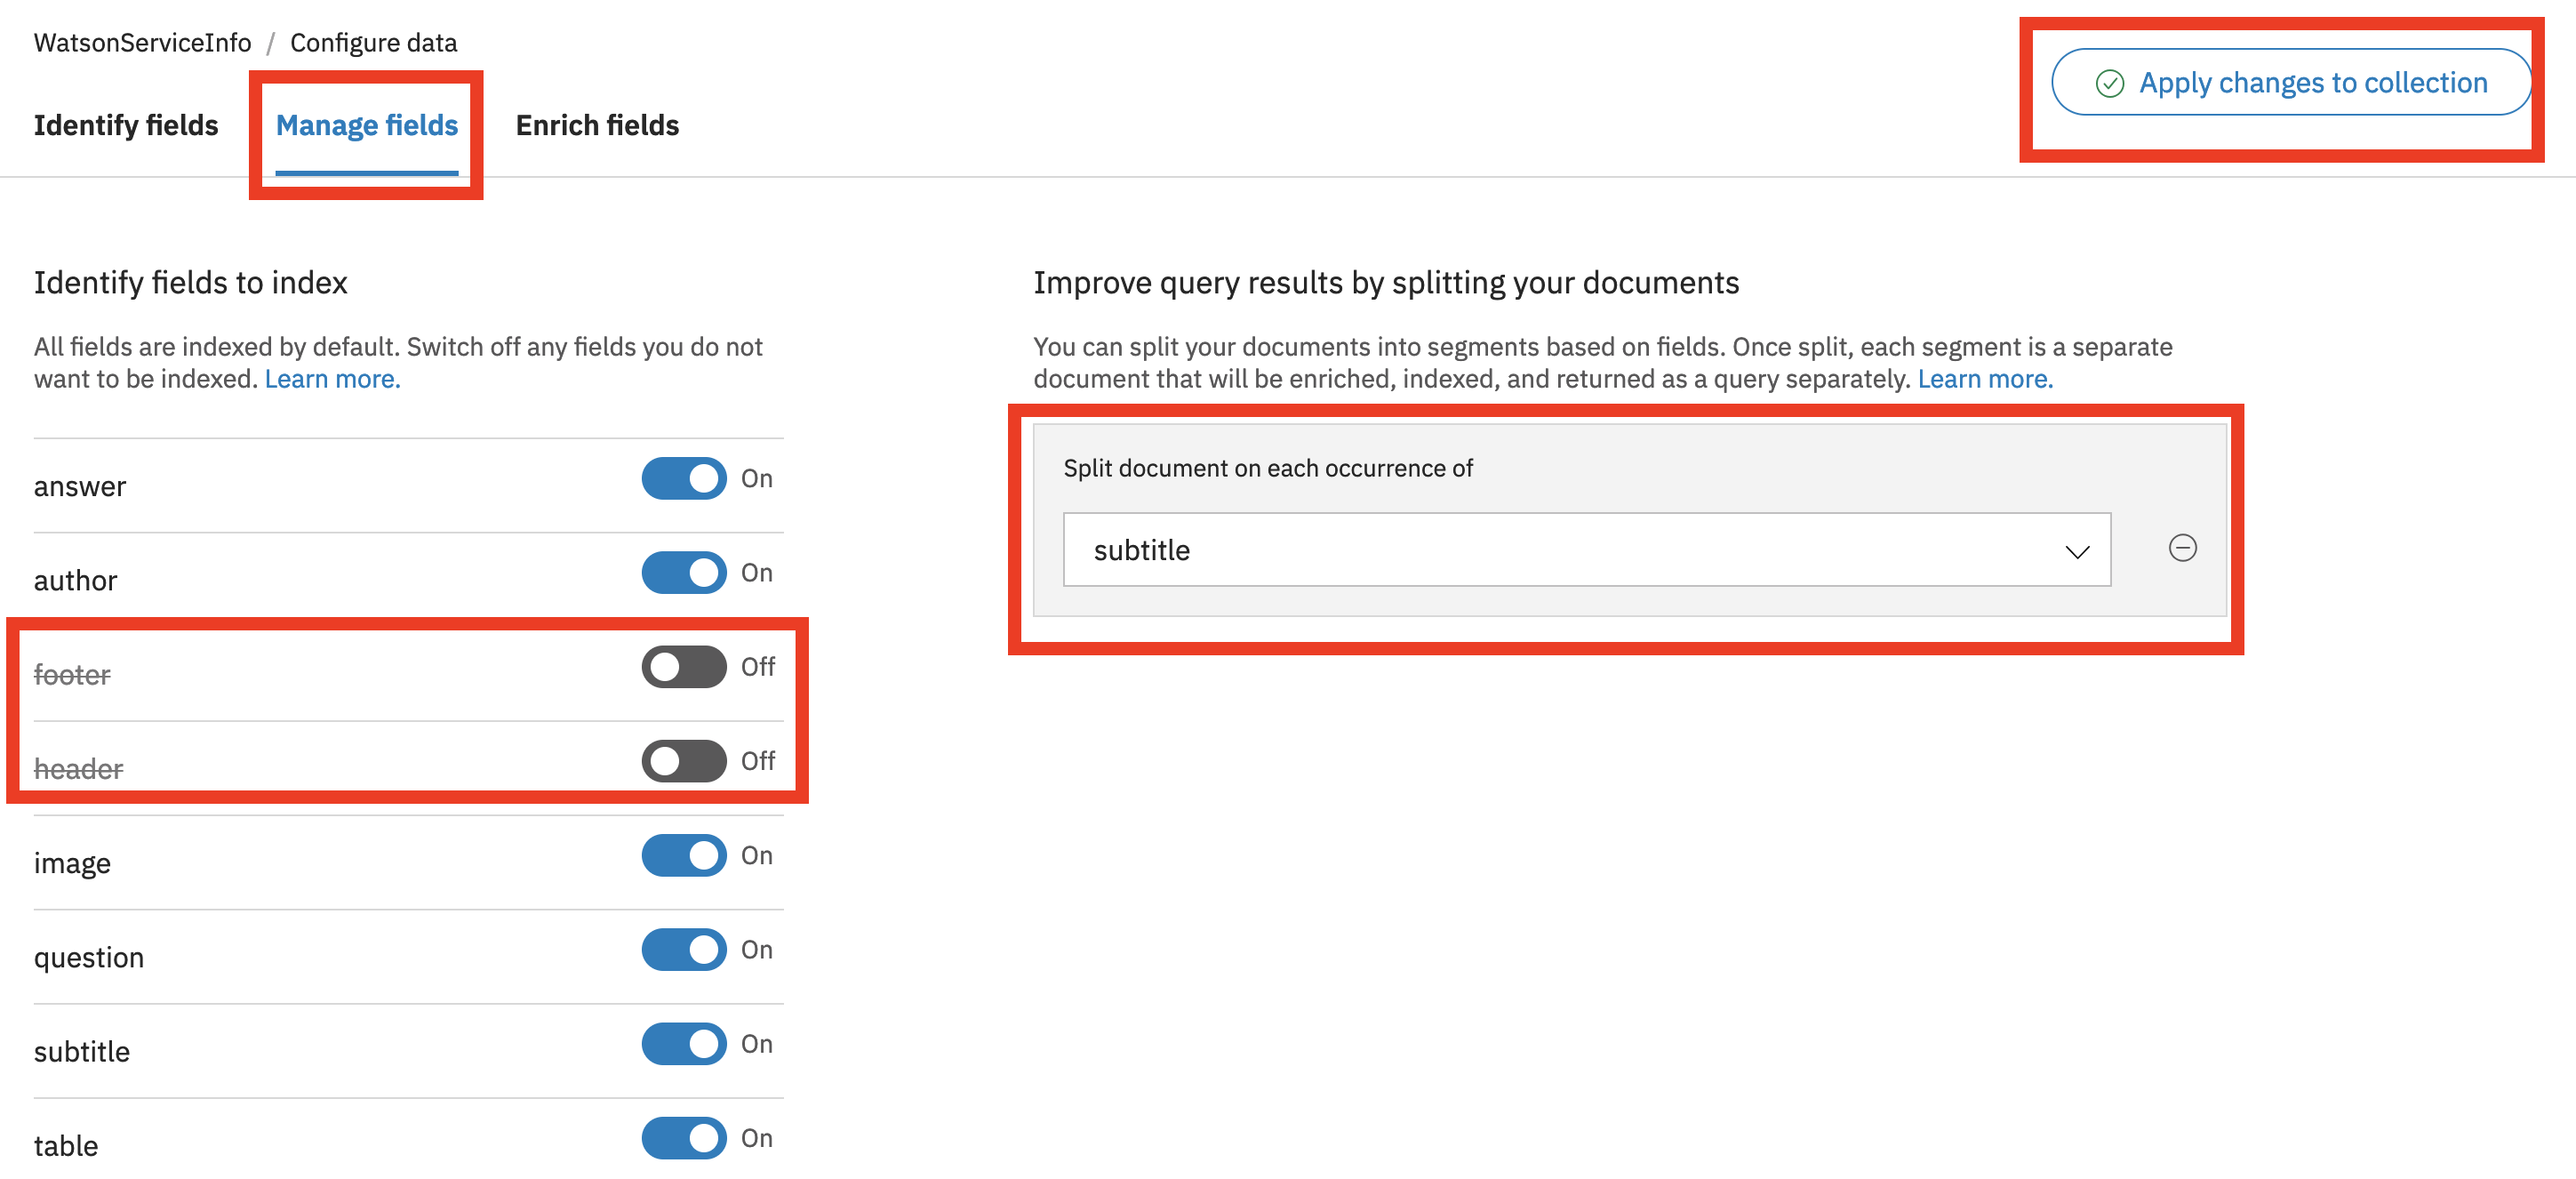 WatsonServiceInfo / Configure data
Apply changes to collection
Identify fields Manage fields Enrich fields
Identify fields to index
All fields are indexed by default. Switch off any fields you do not
want to be indexed. Learn more.
answer On
author On
footer Off
header Off
image On
question On
subtitle On
table On
Improve query results by splitting your documents
You can split your documents into segments based on fields. Once split, each segment is a separate
document that will be enriched, indexed, and returned as a query separately. Learn more.
Split document on each occurrence of
subtitle